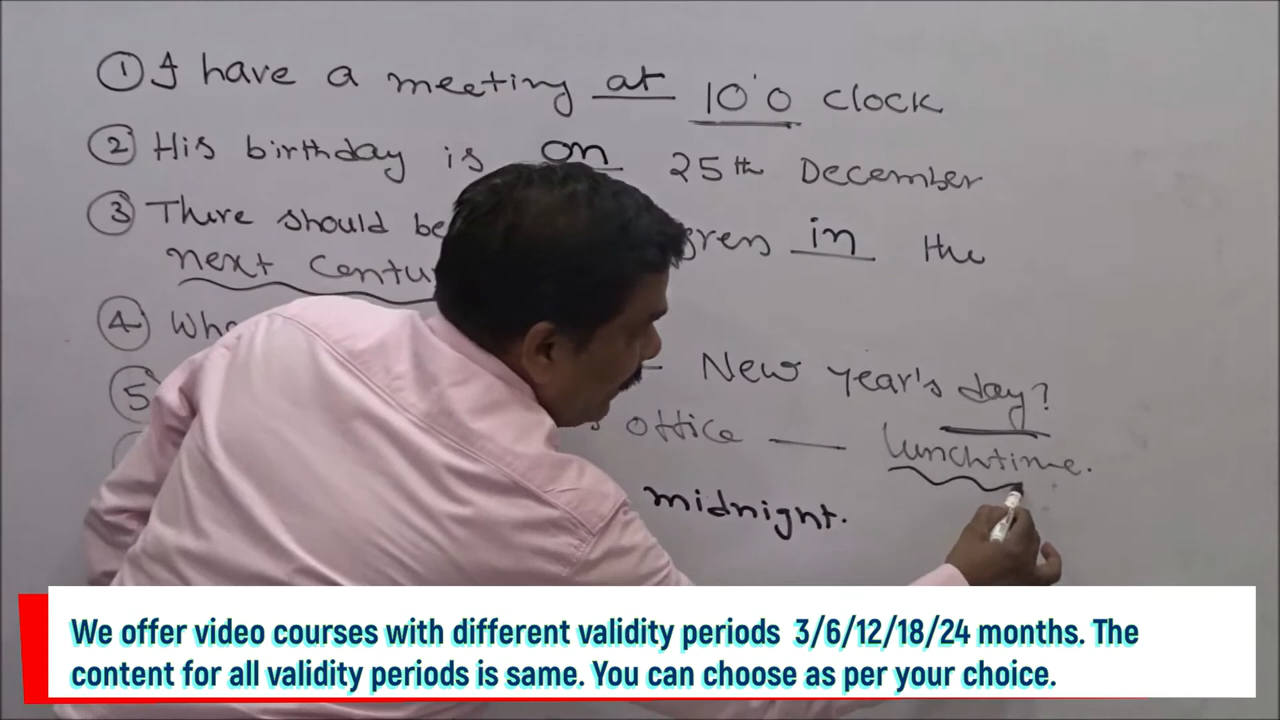 ① I have a meeting at 10'0 clock
② His birthday is on 25th December
③ There should be in the
next
④
New year's day?
⑤ office — lunchtime.
midnight.
We offer video courses with different validity periods 3/6/12/18/24 months. The
content for all validity periods is same. You can choose as per your choice.